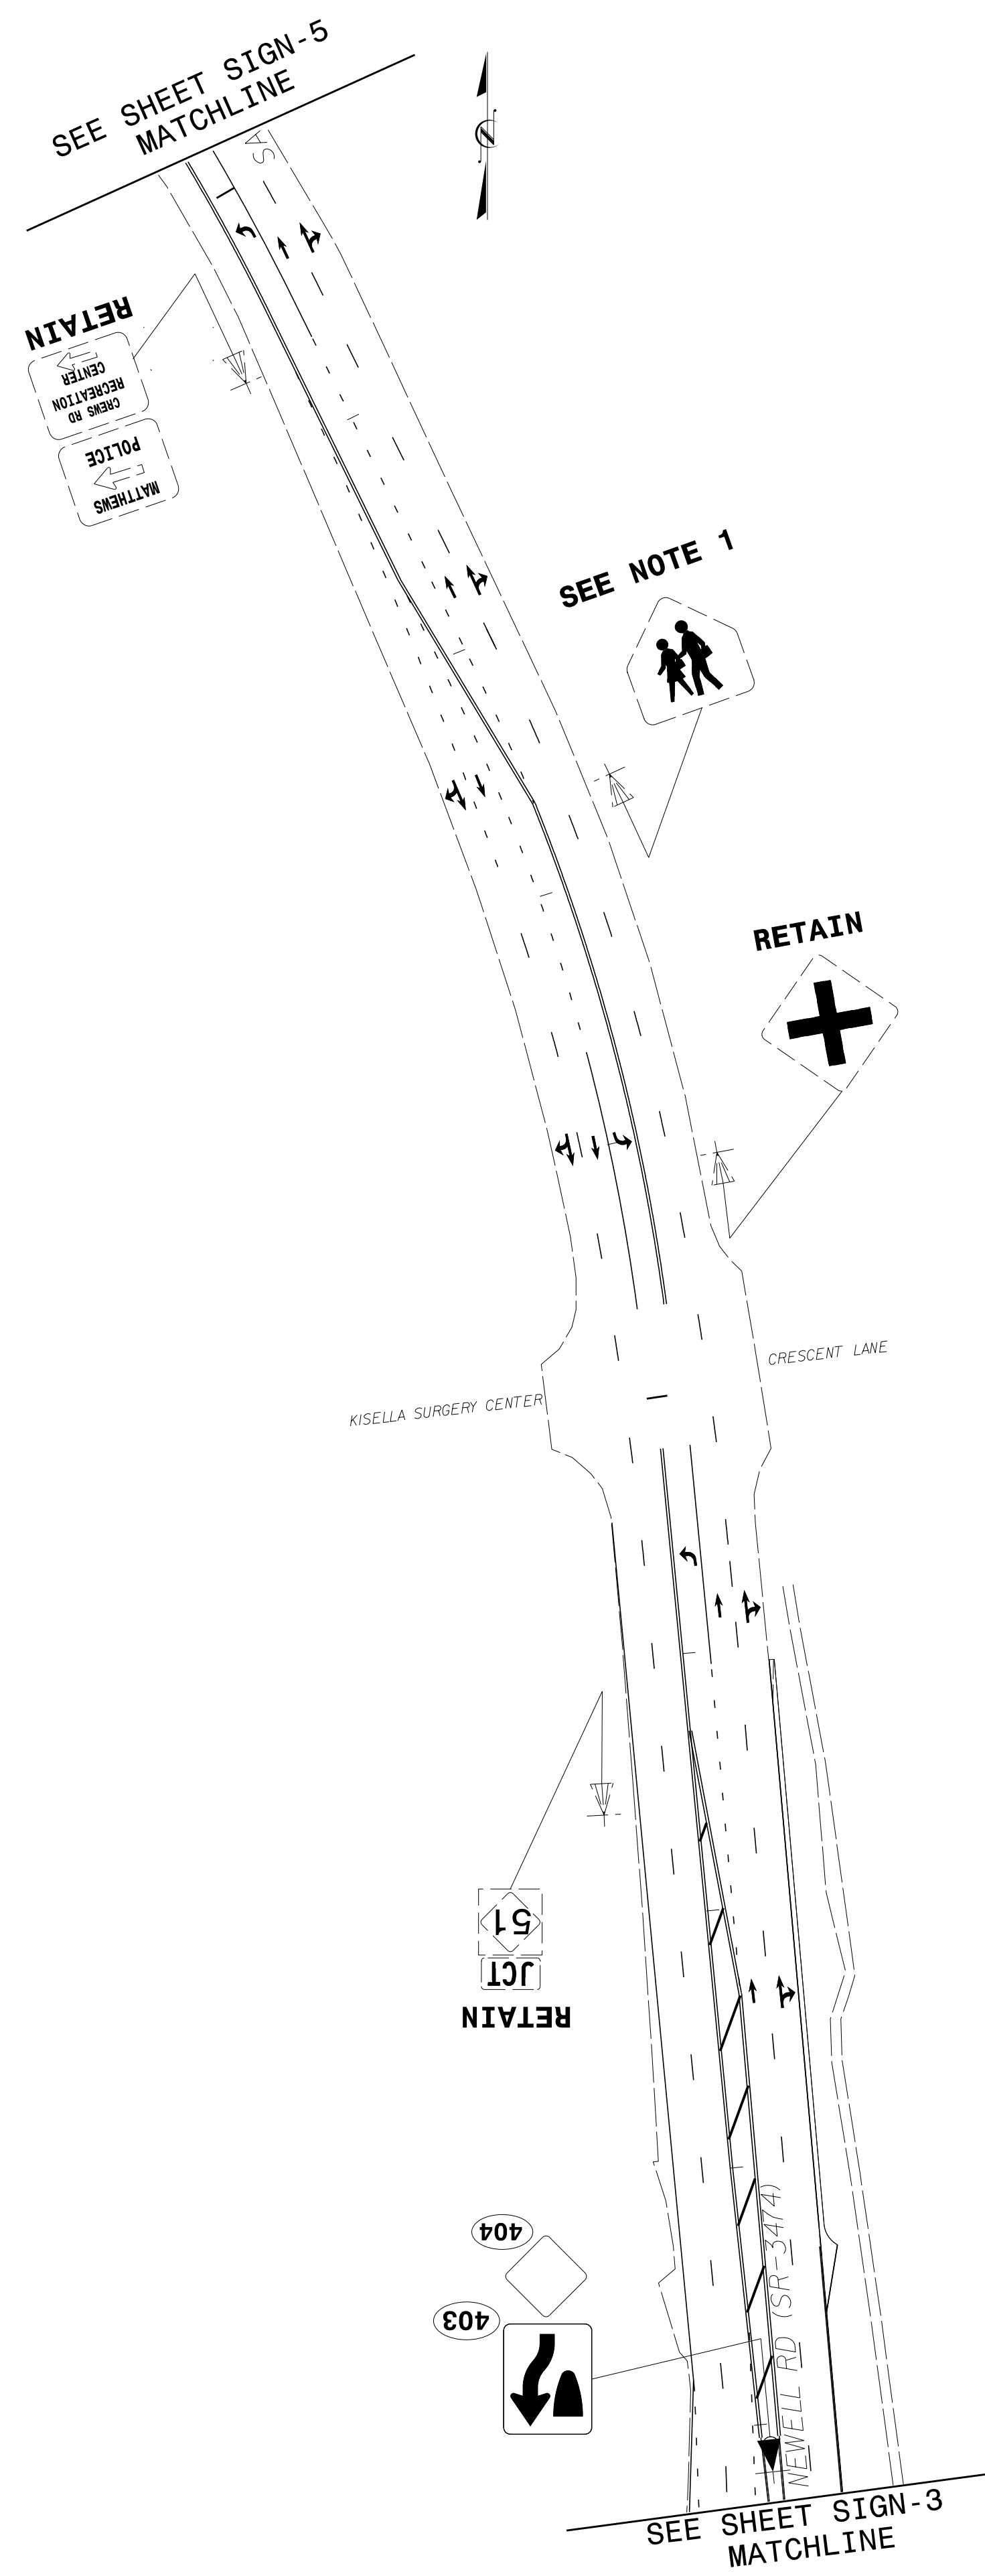 SEE SHEET SIGN-5
MATCHLINE
SA
N
RETAIN
CREWS RD
RECREATION
CENTER
MATTHEWS
POLICE
SEE NOTE 1
RETAIN
CRESCENT LANE
KISELLA SURGERY CENTER
JCT
51
RETAIN
404
403
NEWELL RD (SR-3474)
SEE SHEET SIGN-3
MATCHLINE